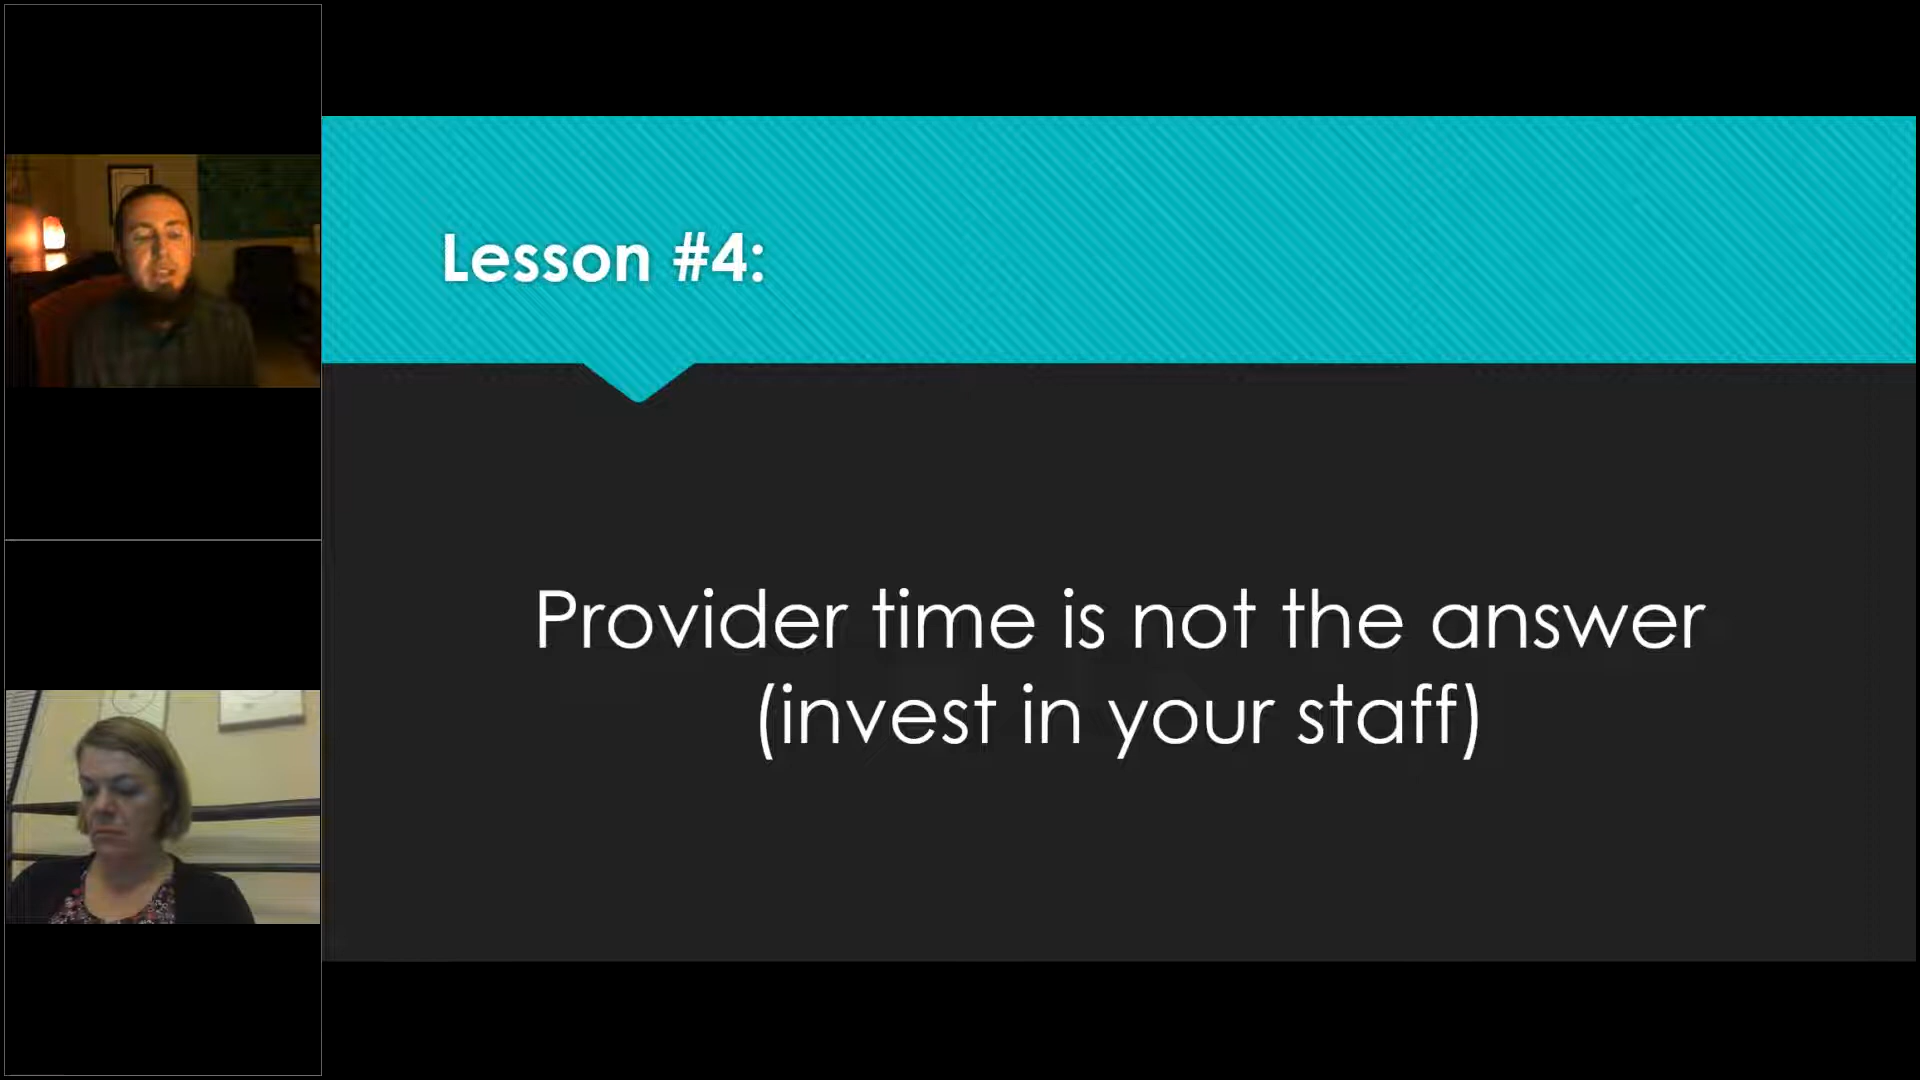 Lesson #4:
Provider time is not the answer
(invest in your staff)